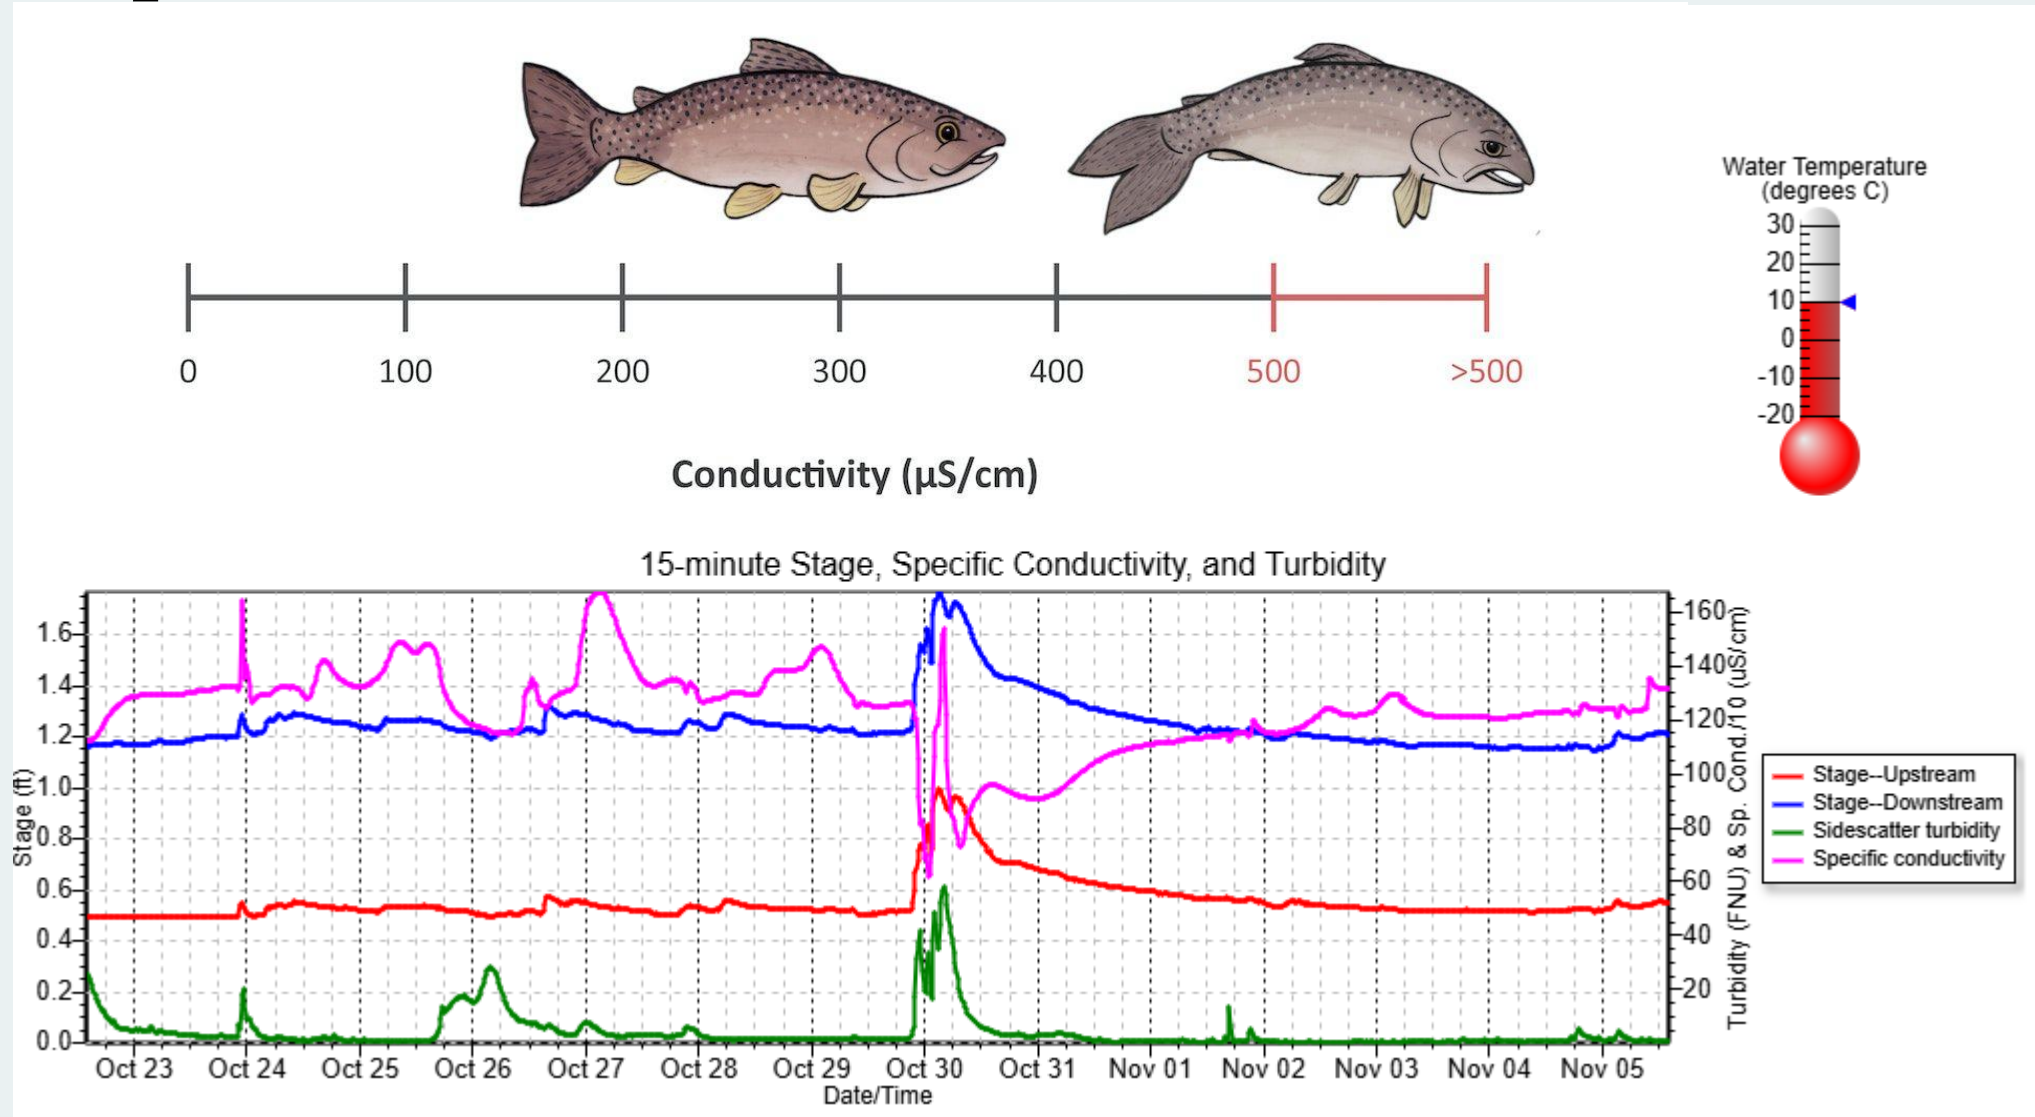 Water Temperature
(degrees C)
30
20
10
0
-10
-20
0 100 200 300 400 500 >500
Conductivity (µS/cm)
15-minute Stage, Specific Conductivity, and Turbidity
Stage (ft)
1.6
1.4
1.2
1.0
0.8
0.6
0.4
0.2
0.0
160
140
120
100
80
60
40
20
Turbidity (FNU) & Sp. Cond./10 (uS/cm)
Oct 23 Oct 24 Oct 25 Oct 26 Oct 27 Oct 28 Oct 29 Oct 30 Oct 31 Nov 01 Nov 02 Nov 03 Nov 04 Nov 05
Date/Time
Stage--Upstream
Stage--Downstream
Sidescatter turbidity
Specific conductivity